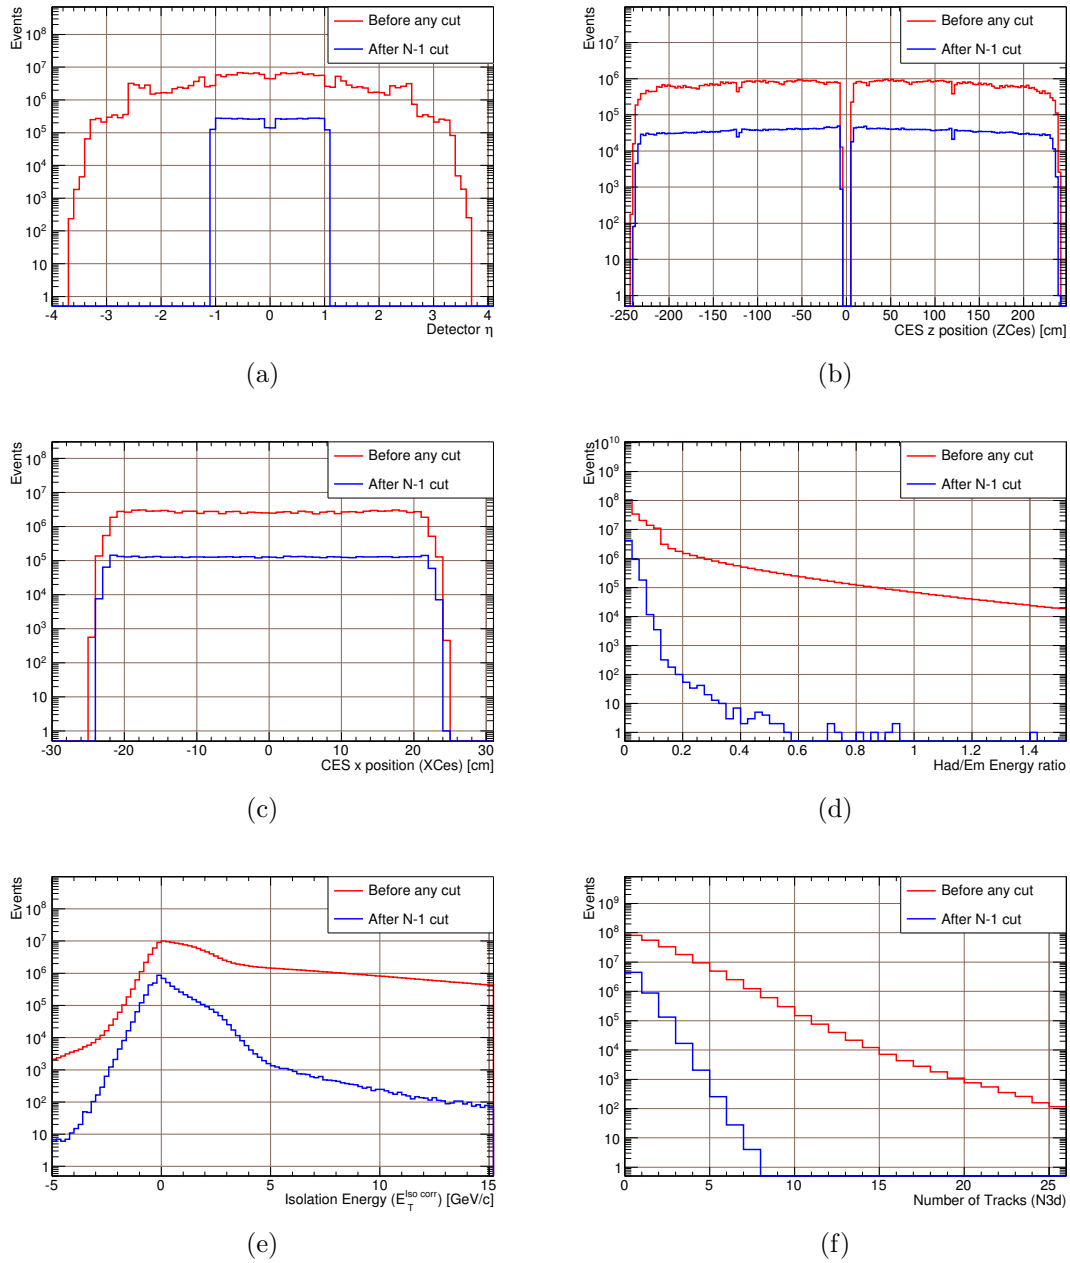 Events
Before any cut
After N-1 cut
10⁸
10⁷
10⁶
10⁵
10⁴
10³
10²
10
1
-4 -3 -2 -1 0 1 2 3 4
Detector η
(a)
Events
Before any cut
After N-1 cut
10⁷
10⁶
10⁵
10⁴
10³
10²
10
1
-250 -200 -150 -100 -50 0 50 100 150 200
CES z position (ZCes) [cm]
(b)
Events
Before any cut
After N-1 cut
10⁸
10⁷
10⁶
10⁵
10⁴
10³
10²
10
1
-30 -20 -10 0 10 20 30
CES x position (XCes) [cm]
(c)
Events
Before any cut
After N-1 cut
10¹⁰
10⁹
10⁸
10⁷
10⁶
10⁵
10⁴
10³
10²
10
1
0 0.2 0.4 0.6 0.8 1 1.2 1.4
Had/Em Energy ratio
(d)
Events
Before any cut
After N-1 cut
10⁸
10⁷
10⁶
10⁵
10⁴
10³
10²
10
1
-5 0 5 10 15
Isolation Energy (E_T^Iso corr) [GeV/c]
(e)
Events
Before any cut
After N-1 cut
10⁹
10⁸
10⁷
10⁶
10⁵
10⁴
10³
10²
10
1
0 5 10 15 20 25
Number of Tracks (N3d)
(f)